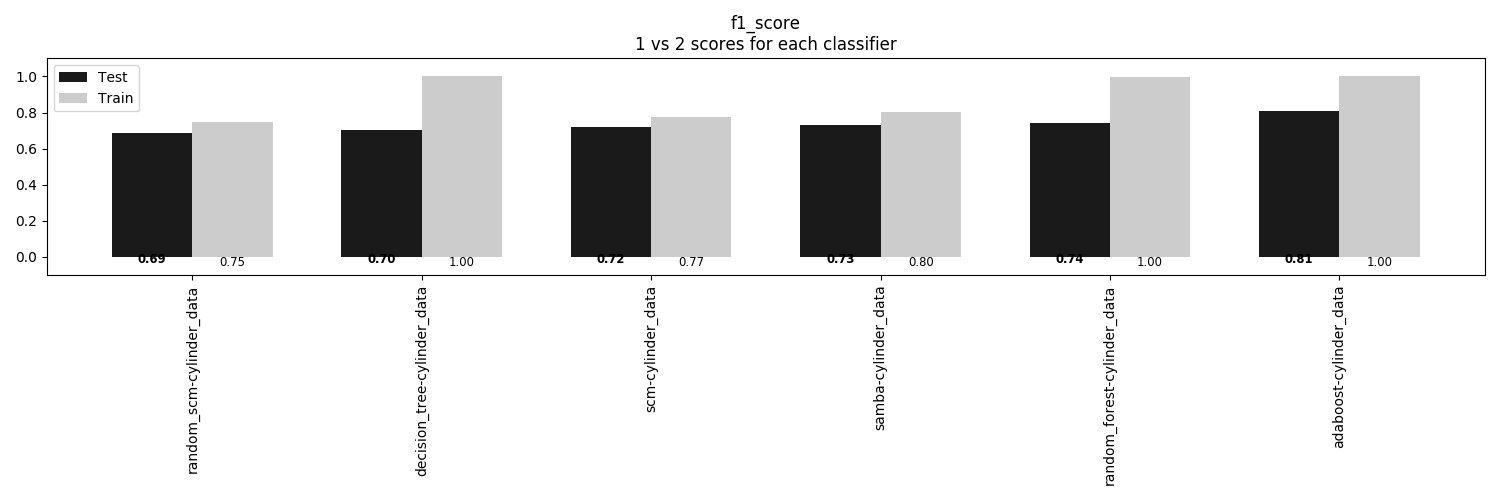 f1_score
1 vs 2 scores for each classifier
Test
Train
1.0
0.8
0.6
0.4
0.2
0.0
0.69 0.75 0.70 1.00 0.72 0.77 0.73 0.80 0.74 1.00 0.81 1.00
random_scm-cylinder_data
decision_tree-cylinder_data
scm-cylinder_data
samba-cylinder_data
random_forest-cylinder_data
adaboost-cylinder_data